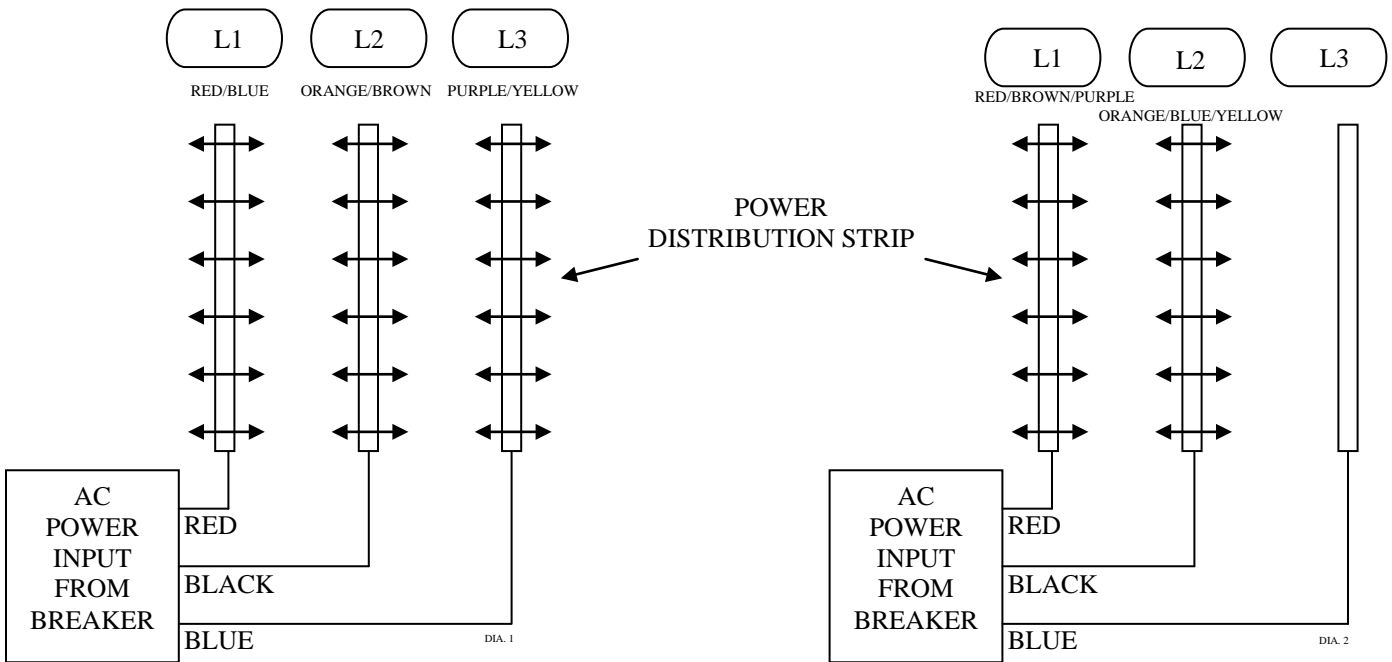 L1
L2
L3
RED/BLUE
ORANGE/BROWN
PURPLE/YELLOW
AC
POWER
INPUT
FROM
BREAKER
RED
BLACK
BLUE
DIA. 1
POWER
DISTRIBUTION STRIP
L1
L2
L3
RED/BROWN/PURPLE
ORANGE/BLUE/YELLOW
AC
POWER
INPUT
FROM
BREAKER
RED
BLACK
BLUE
DIA. 2